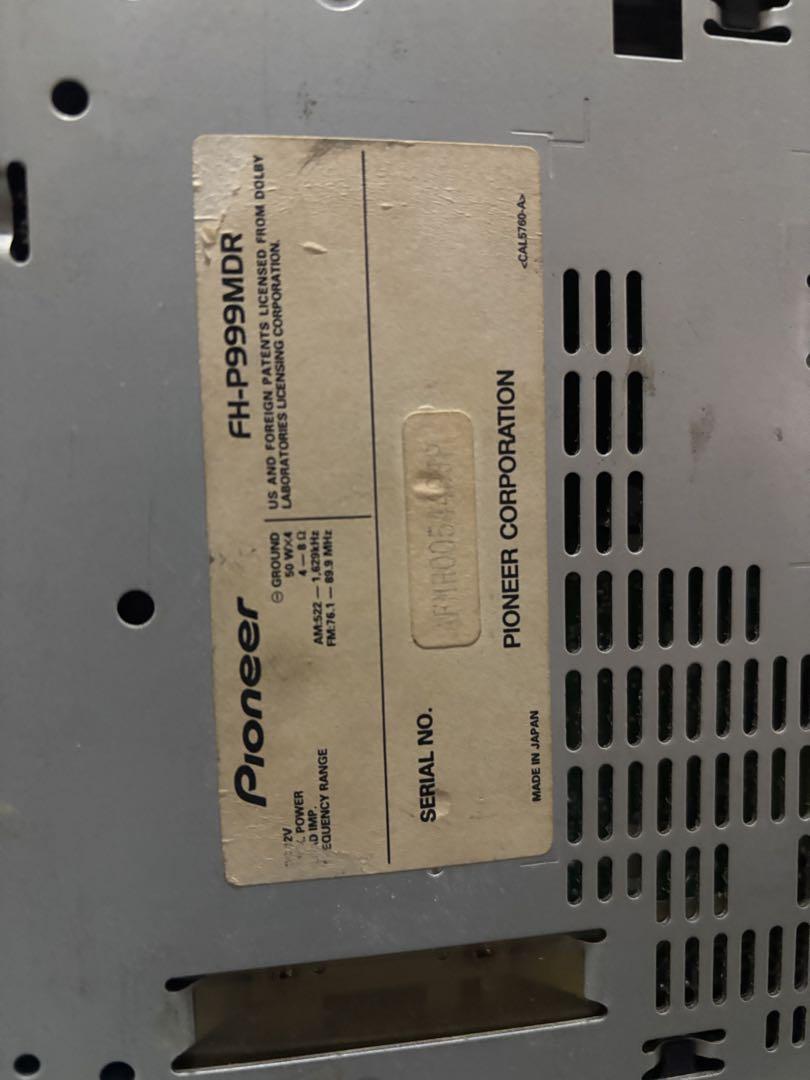 Pioneer FH-P999MDR
12V ⊖ GROUND
POWER 50 W×4
IMP. 4 — 8 Ω
EQUENCY RANGE AM:522 — 1,629kHz
FM:76.1 — 89.9 MHz
US AND FOREIGN PATENTS LICENSED FROM DOLBY
LABORATORIES LICENSING CORPORATION.
SERIAL NO.
PIONEER CORPORATION
MADE IN JAPAN
<CAL5760-A>